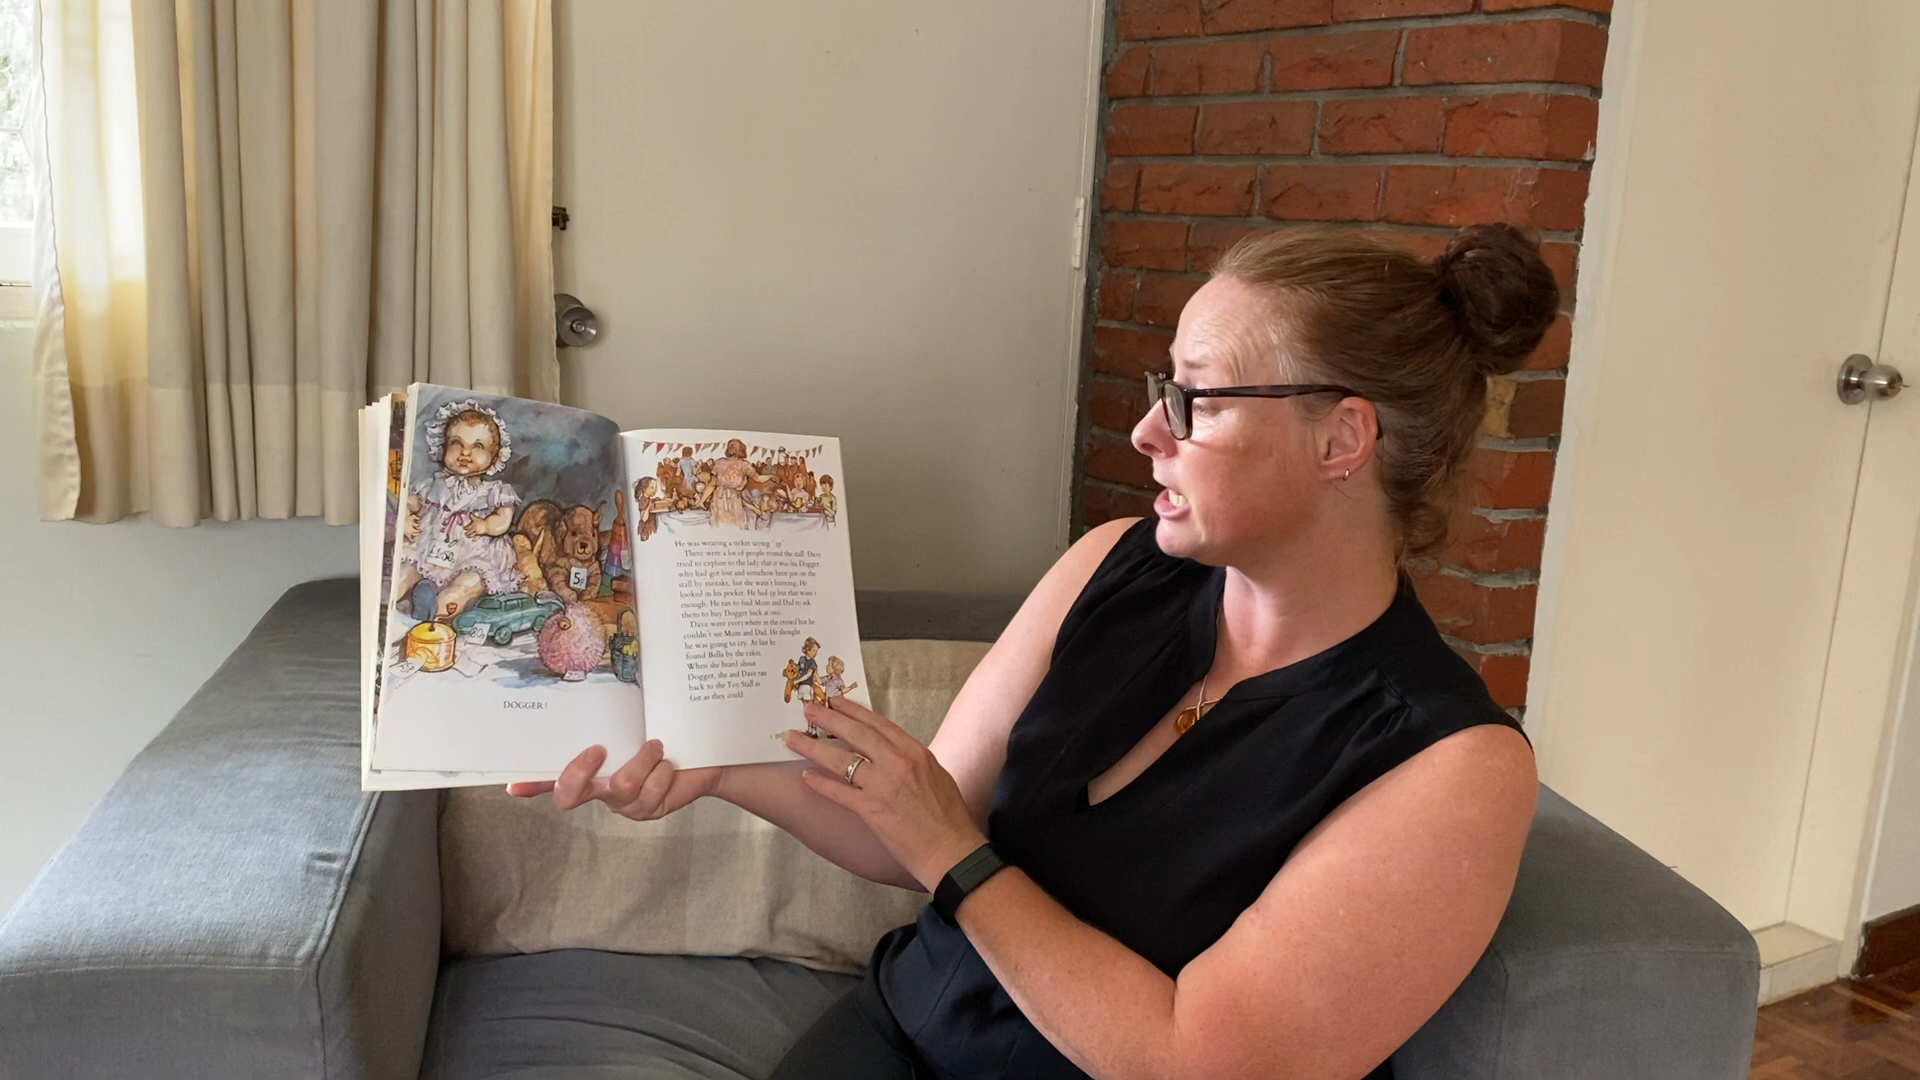 £1.50
5p
80p
DOGGER!
He was wearing a ticket saying '5p'.
There were a lot of people round the stall. Dave
tried to explain to the lady that it was his Dogger,
who had got lost and somehow been put on the
stall by mistake, but she wasn't listening. He
looked in his pocket. He had 3p but that wasn't
enough. He ran to find Mum and Dad to ask
them to buy Dogger back at once.
Dave went everywhere in the crowd but he
couldn't see Mum and Dad. He thought
he was going to cry. At last he
found Bella by the cakes.
When she heard about
Dogger, she and Dave ran
back to the Toy Stall as
fast as they could.